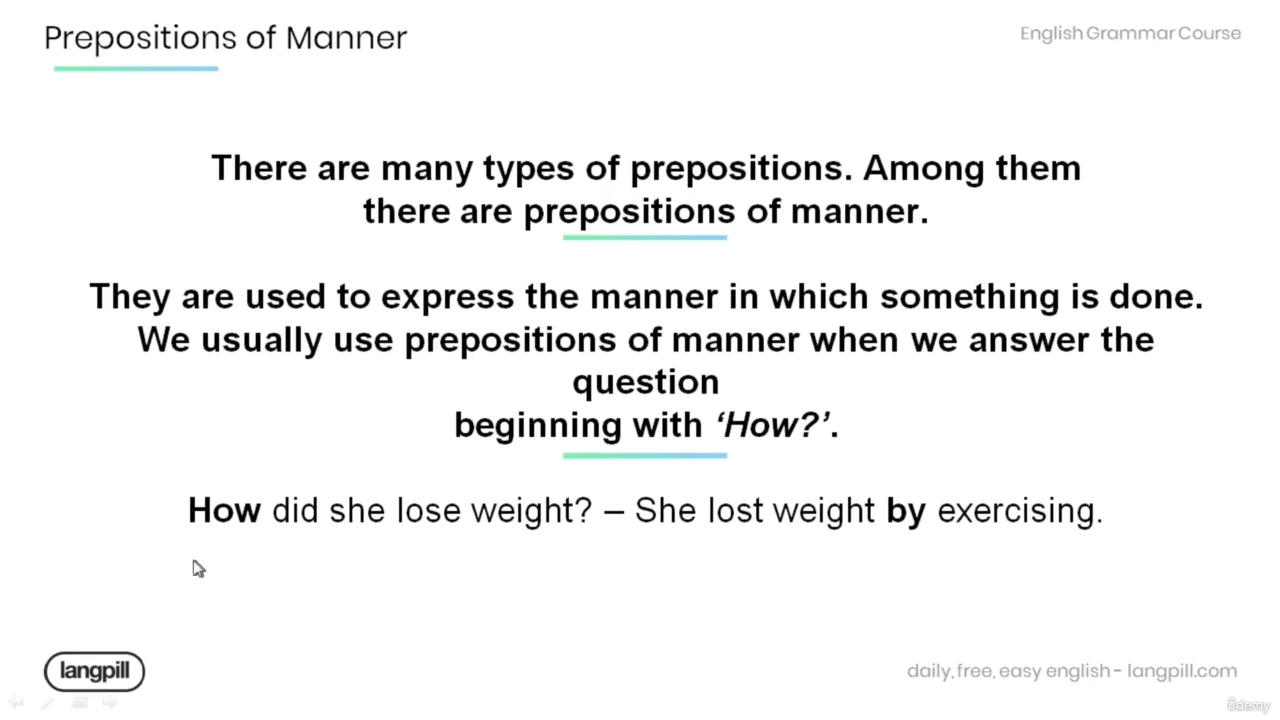 Prepositions of Manner
English Grammar Course
There are many types of prepositions. Among them
there are prepositions of manner.
They are used to express the manner in which something is done.
We usually use prepositions of manner when we answer the
question
beginning with ‘How?’.
How did she lose weight? – She lost weight by exercising.
langpill
daily, free, easy english - langpill.com
ûdemy